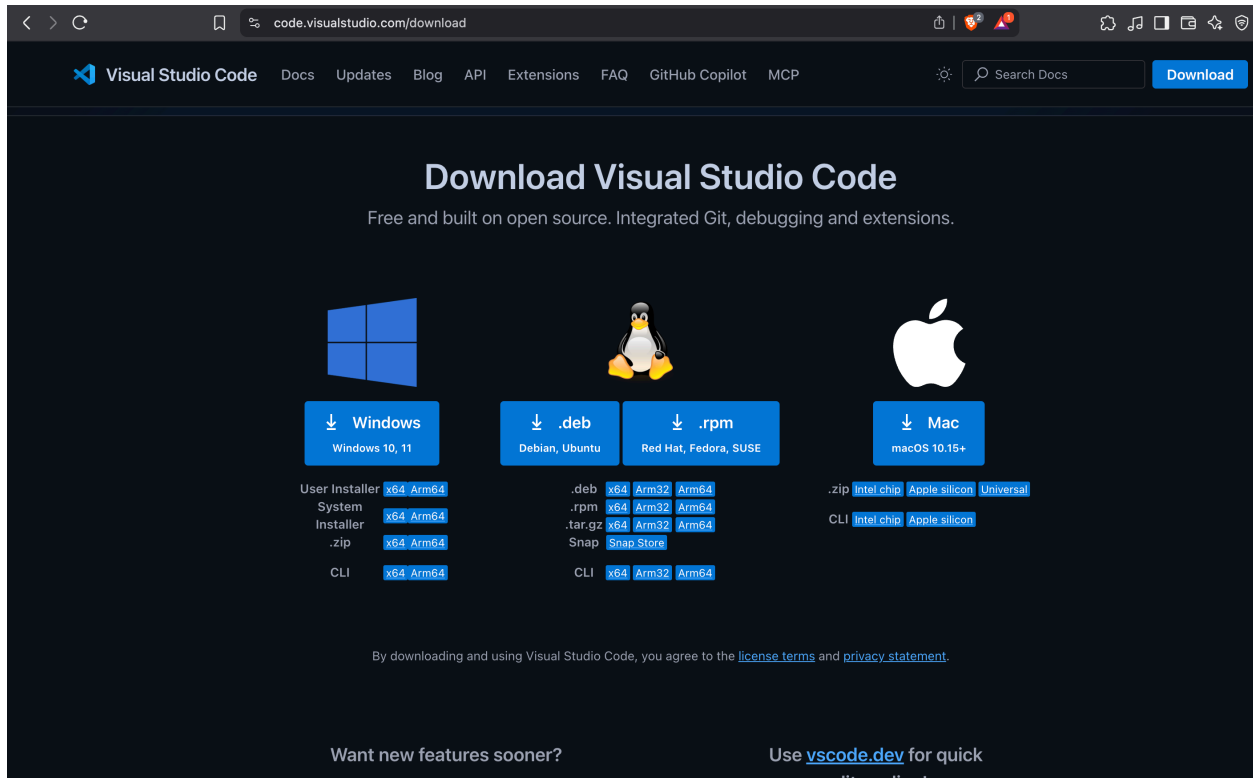 code.visualstudio.com/download
2
1
Visual Studio Code Docs Updates Blog API Extensions FAQ GitHub Copilot MCP Search Docs Download
Download Visual Studio Code
Free and built on open source. Integrated Git, debugging and extensions.
Windows
Windows 10, 11
.deb
Debian, Ubuntu
.rpm
Red Hat, Fedora, SUSE
Mac
macOS 10.15+
User Installer x64 Arm64
System
Installer x64 Arm64
.zip x64 Arm64
CLI x64 Arm64
.deb x64 Arm32 Arm64
.rpm x64 Arm32 Arm64
.tar.gz x64 Arm32 Arm64
Snap Snap Store
CLI x64 Arm32 Arm64
.zip Intel chip Apple silicon Universal
CLI Intel chip Apple silicon
By downloading and using Visual Studio Code, you agree to the license terms and privacy statement.
Want new features sooner?
Use vscode.dev for quick